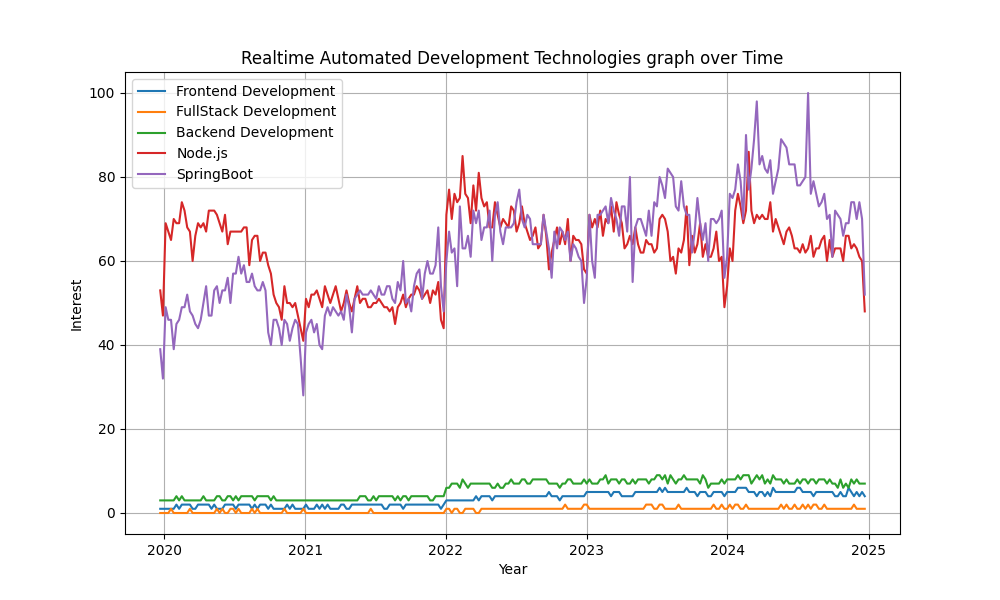 Realtime Automated Development Technologies graph over Time
Frontend Development
FullStack Development
Backend Development
Node.js
SpringBoot
100
80
60
40
20
0
Interest
2020 2021 2022 2023 2024 2025
Year